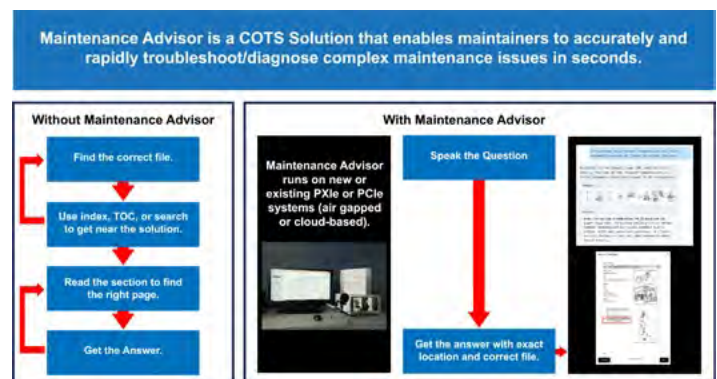 Maintenance Advisor is a COTS Solution that enables maintainers to accurately and
rapidly troubleshoot/diagnose complex maintenance issues in seconds.
Without Maintenance Advisor
Find the correct file.
Use index, TOC, or search
to get near the solution.
Read the section to find
the right page.
Get the Answer.
With Maintenance Advisor
Maintenance Advisor
runs on new or
existing PXIe or PCIe
systems (air gapped
or cloud-based).
Speak the Question
Get the answer with exact
location and correct file.